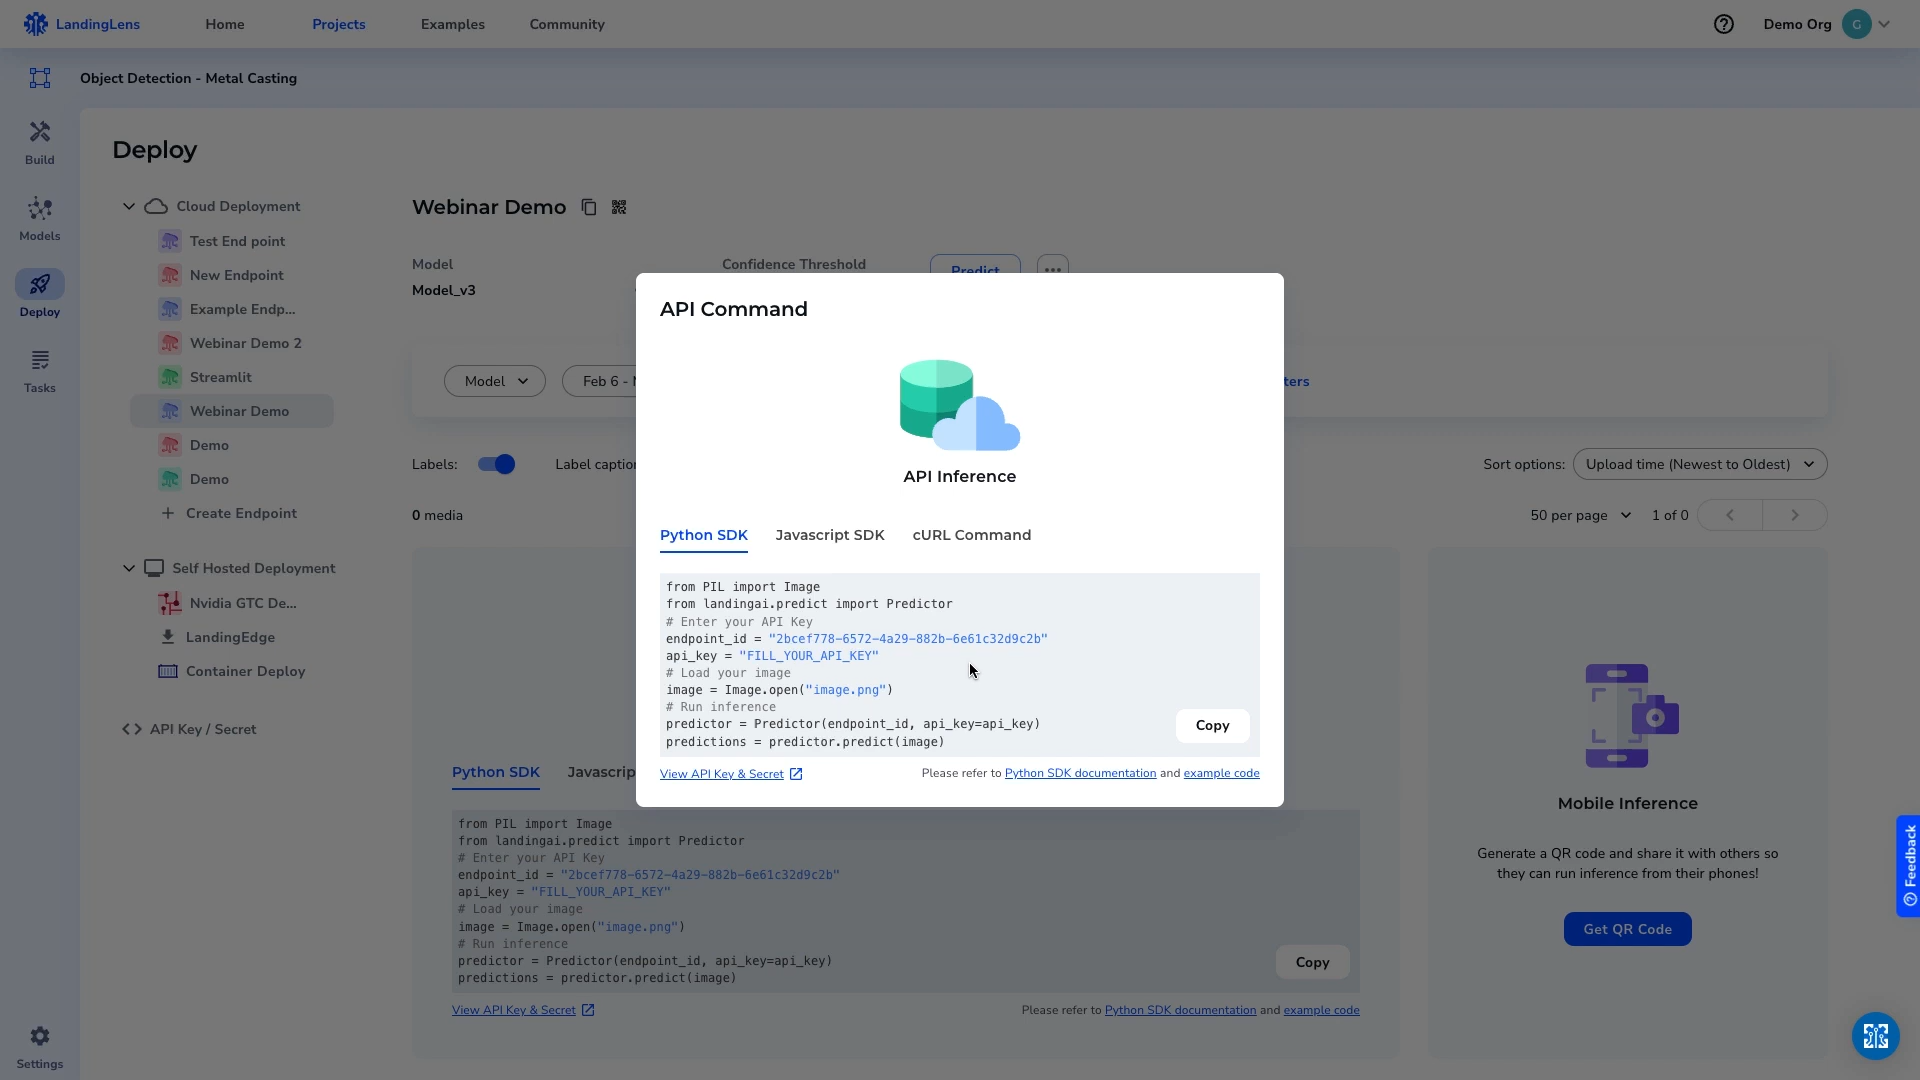 LandingLens
Home
Projects
Examples
Community
Demo Org
G
Object Detection - Metal Casting
Build
Models
Deploy
Tasks
Settings
Deploy
Cloud Deployment
Test End point
New Endpoint
Example Endp...
Webinar Demo 2
Streamlit
Webinar Demo
Demo
Demo
Create Endpoint
Self Hosted Deployment
Nvidia GTC De...
LandingEdge
Container Deploy
API Key / Secret
Webinar Demo
Model
Confidence Threshold
Predict
Model_v3
Model
Feb 6 -
Labels:
Label caption
Sort options:
Upload time (Newest to Oldest)
0 media
50 per page
1 of 0
API Command
API Inference
Python SDK
Javascript SDK
cURL Command
from PIL import Image
from landingai.predict import Predictor
# Enter your API Key
endpoint_id = "2bcef778-6572-4a29-882b-6e61c32d9c2b"
api_key = "FILL_YOUR_API_KEY"
# Load your image
image = Image.open("image.png")
# Run inference
predictor = Predictor(endpoint_id, api_key=api_key)
predictions = predictor.predict(image)
Copy
View API Key & Secret
Please refer to Python SDK documentation and example code
Python SDK
Javascrip
from PIL import Image
from landingai.predict import Predictor
# Enter your API Key
endpoint_id = "2bcef778-6572-4a29-882b-6e61c32d9c2b"
api_key = "FILL_YOUR_API_KEY"
# Load your image
image = Image.open("image.png")
# Run inference
predictor = Predictor(endpoint_id, api_key=api_key)
predictions = predictor.predict(image)
Copy
View API Key & Secret
Please refer to Python SDK documentation and example code
Mobile Inference
Generate a QR code and share it with others so
they can run inference from their phones!
Get QR Code
Feedback